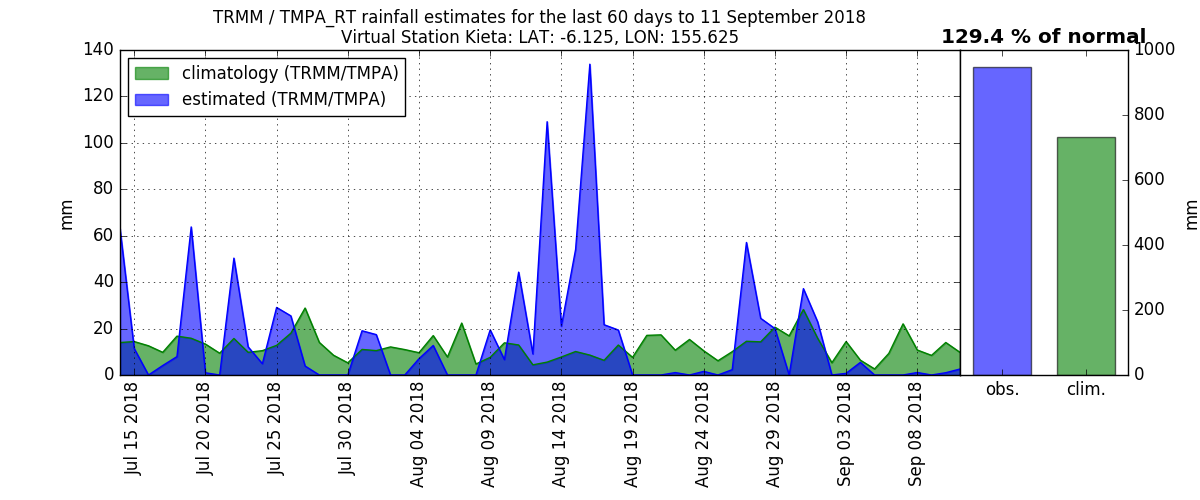 TRMM / TMPA_RT rainfall estimates for the last 60 days to 11 September 2018
Virtual Station Kieta: LAT: -6.125, LON: 155.625
129.4 % of normal
climatology (TRMM/TMPA)
estimated (TRMM/TMPA)
mm
140
120
100
80
60
40
20
0
Jul 15 2018
Jul 20 2018
Jul 25 2018
Jul 30 2018
Aug 04 2018
Aug 09 2018
Aug 14 2018
Aug 19 2018
Aug 24 2018
Aug 29 2018
Sep 03 2018
Sep 08 2018
obs.
clim.
1000
800
600
400
200
0
mm